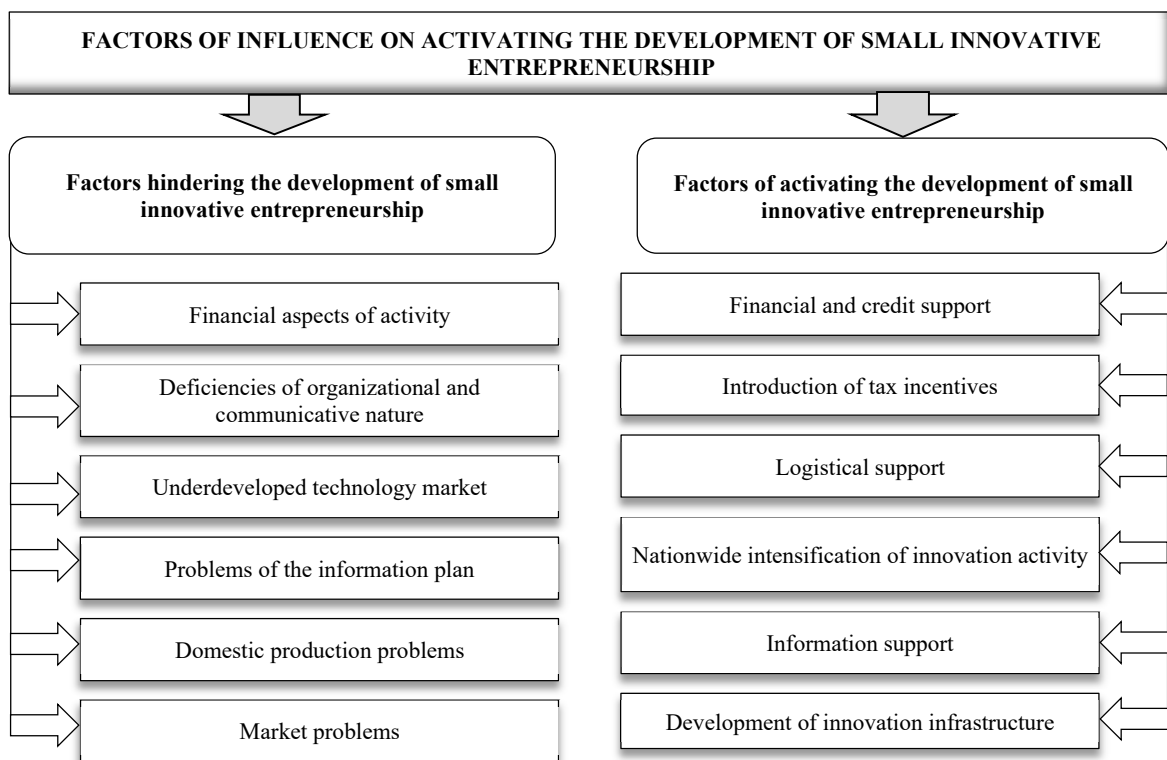 FACTORS OF INFLUENCE ON ACTIVATING THE DEVELOPMENT OF SMALL INNOVATIVE
ENTREPRENEURSHIP
Factors hindering the development of small
innovative entrepreneurship
Financial aspects of activity
Deficiencies of organizational and
communicative nature
Underdeveloped technology market
Problems of the information plan
Domestic production problems
Market problems
Factors of activating the development of small
innovative entrepreneurship
Financial and credit support
Introduction of tax incentives
Logistical support
Nationwide intensification of innovation activity
Information support
Development of innovation infrastructure